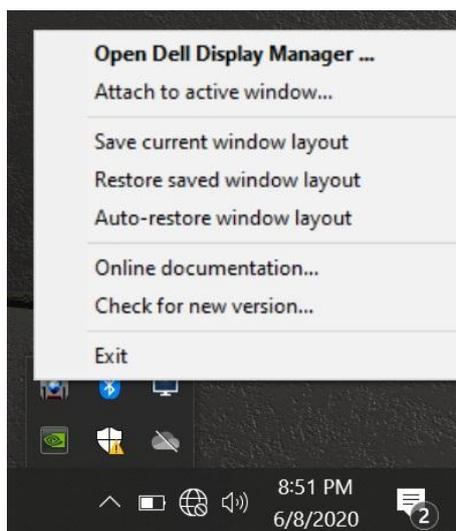 Open Dell Display Manager ...
Attach to active window...
Save current window layout
Restore saved window layout
Auto-restore window layout
Online documentation...
Check for new version...
Exit
8:51 PM
6/8/2020
2